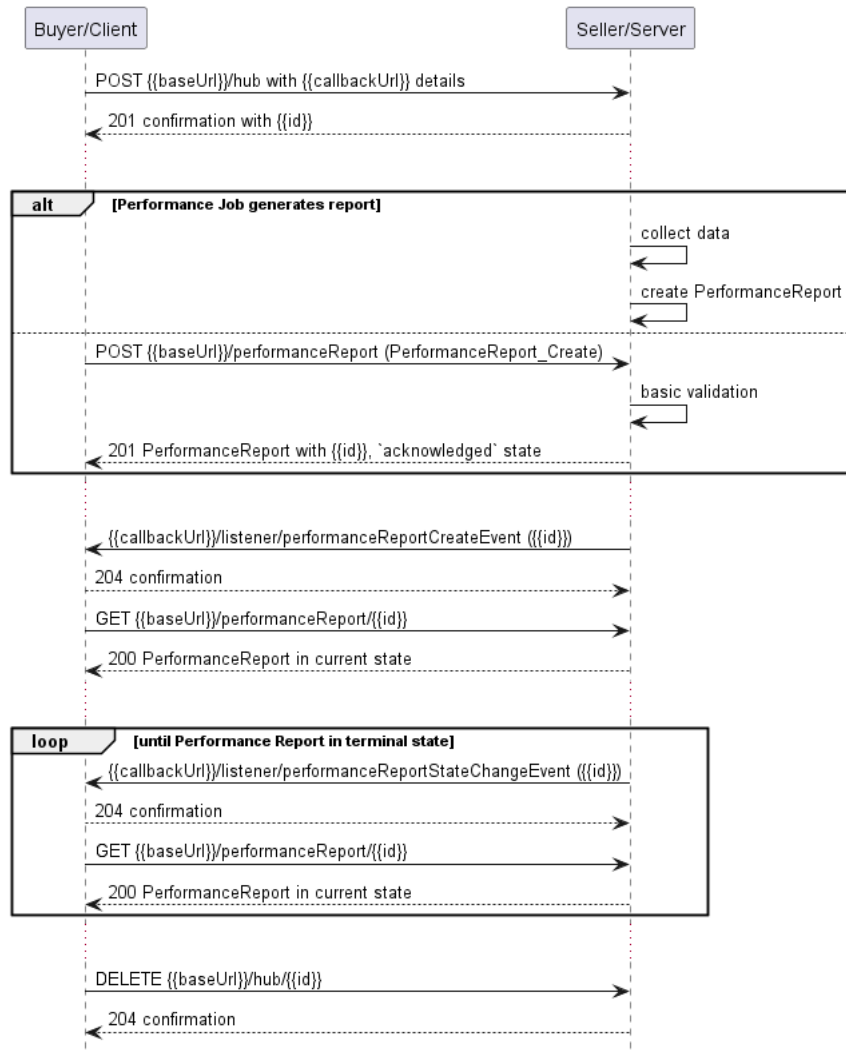 Buyer/Client
Seller/Server
POST {{baseUrl}}/hub with {{callbackUrl}} details
201 confirmation with {{id}}
alt
[Performance Job generates report]
collect data
create PerformanceReport
POST {{baseUrl}}/performanceReport (PerformanceReport_Create)
basic validation
201 PerformanceReport with {{id}}, `acknowledged` state
{{callbackUrl}}/listener/performanceReportCreateEvent ({{id}})
204 confirmation
GET {{baseUrl}}/performanceReport/{{id}}
200 PerformanceReport in current state
loop
[until Performance Report in terminal state]
{{callbackUrl}}/listener/performanceReportStateChangeEvent ({{id}})
204 confirmation
GET {{baseUrl}}/performanceReport/{{id}}
200 PerformanceReport in current state
DELETE {{baseUrl}}/hub/{{id}}
204 confirmation